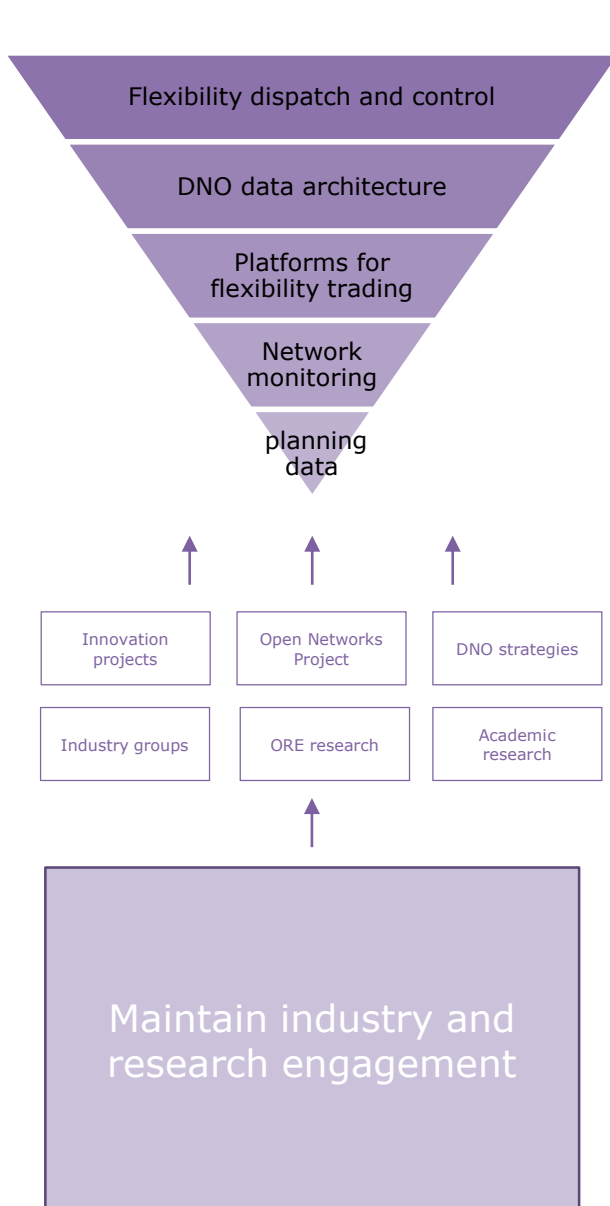 Flexibility dispatch and control
DNO data architecture
Platforms for
flexibility trading
Network
monitoring
planning
data
Innovation
projects
Open Networks
Project
DNO strategies
Industry groups
ORE research
Academic
research
Maintain industry and
research engagement